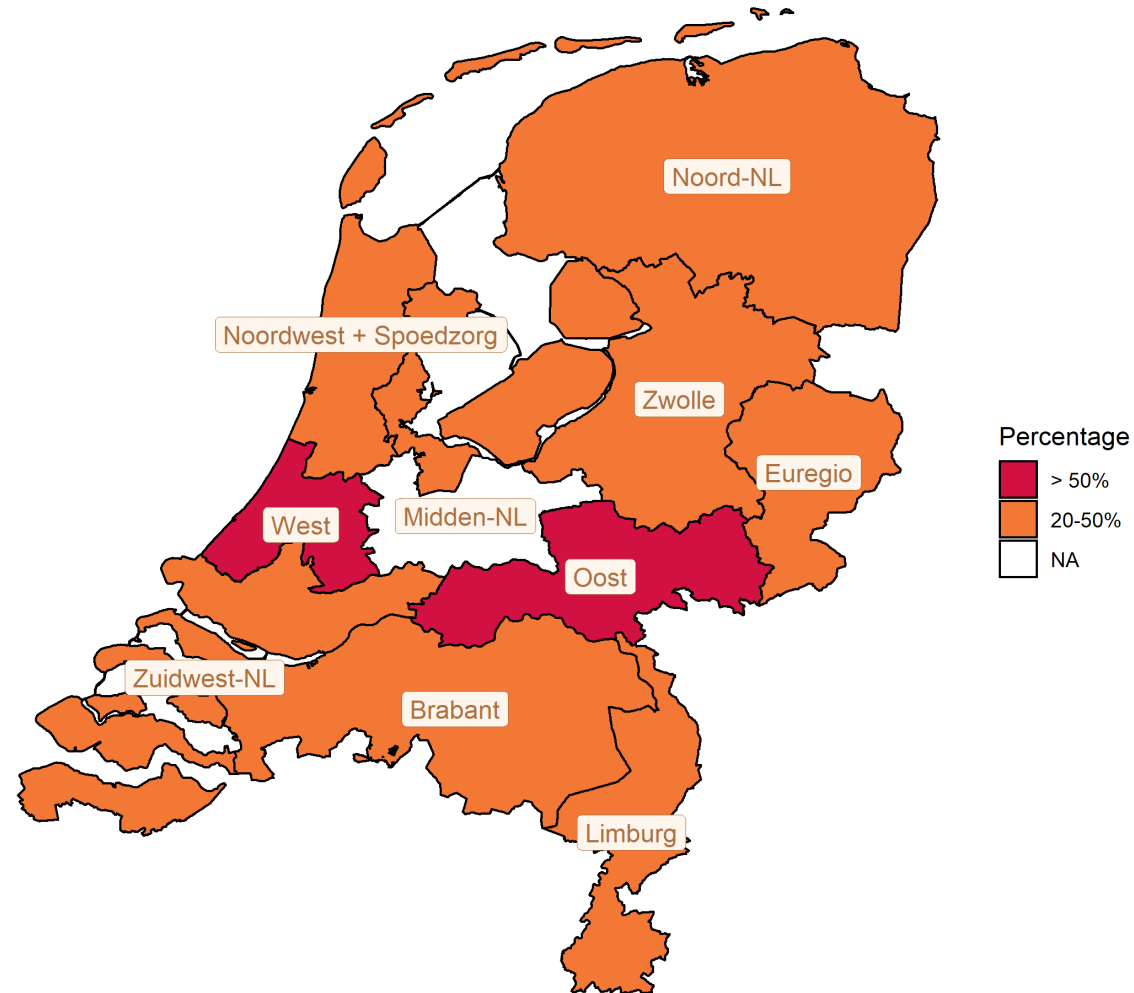 Noord-NL
Noordwest + Spoedzorg
Zwolle
Euregio
Midden-NL
West
Oost
Zuidwest-NL
Brabant
Limburg
Percentage
> 50%
20-50%
NA